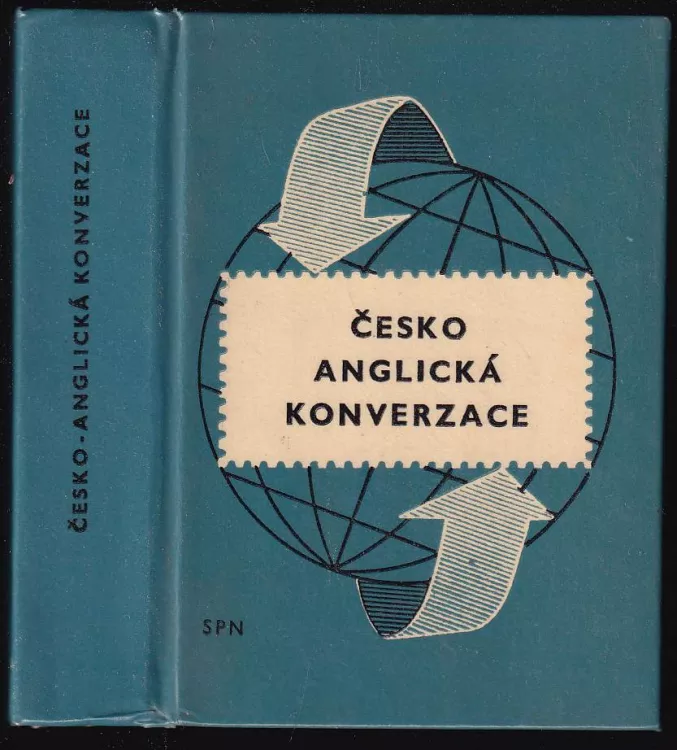 ČESKO-ANGLICKÁ KONVERZACE
ČESKO
ANGLICKÁ
KONVERZACE
SPN